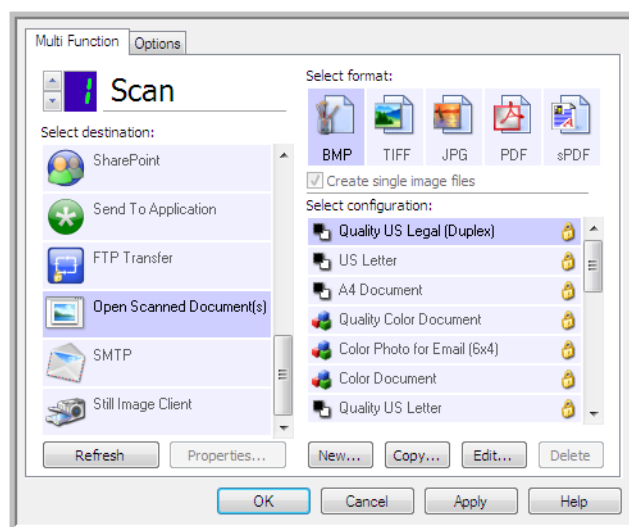 Multi Function
Options
1
Scan
Select destination:
SharePoint
Send To Application
FTP Transfer
Open Scanned Document(s)
SMTP
Still Image Client
Refresh
Properties...
Select format:
BMP
TIFF
JPG
PDF
sPDF
Create single image files
Select configuration:
Quality US Legal (Duplex)
US Letter
A4 Document
Quality Color Document
Color Photo for Email (6x4)
Color Document
Quality US Letter
New...
Copy...
Edit...
Delete
OK
Cancel
Apply
Help